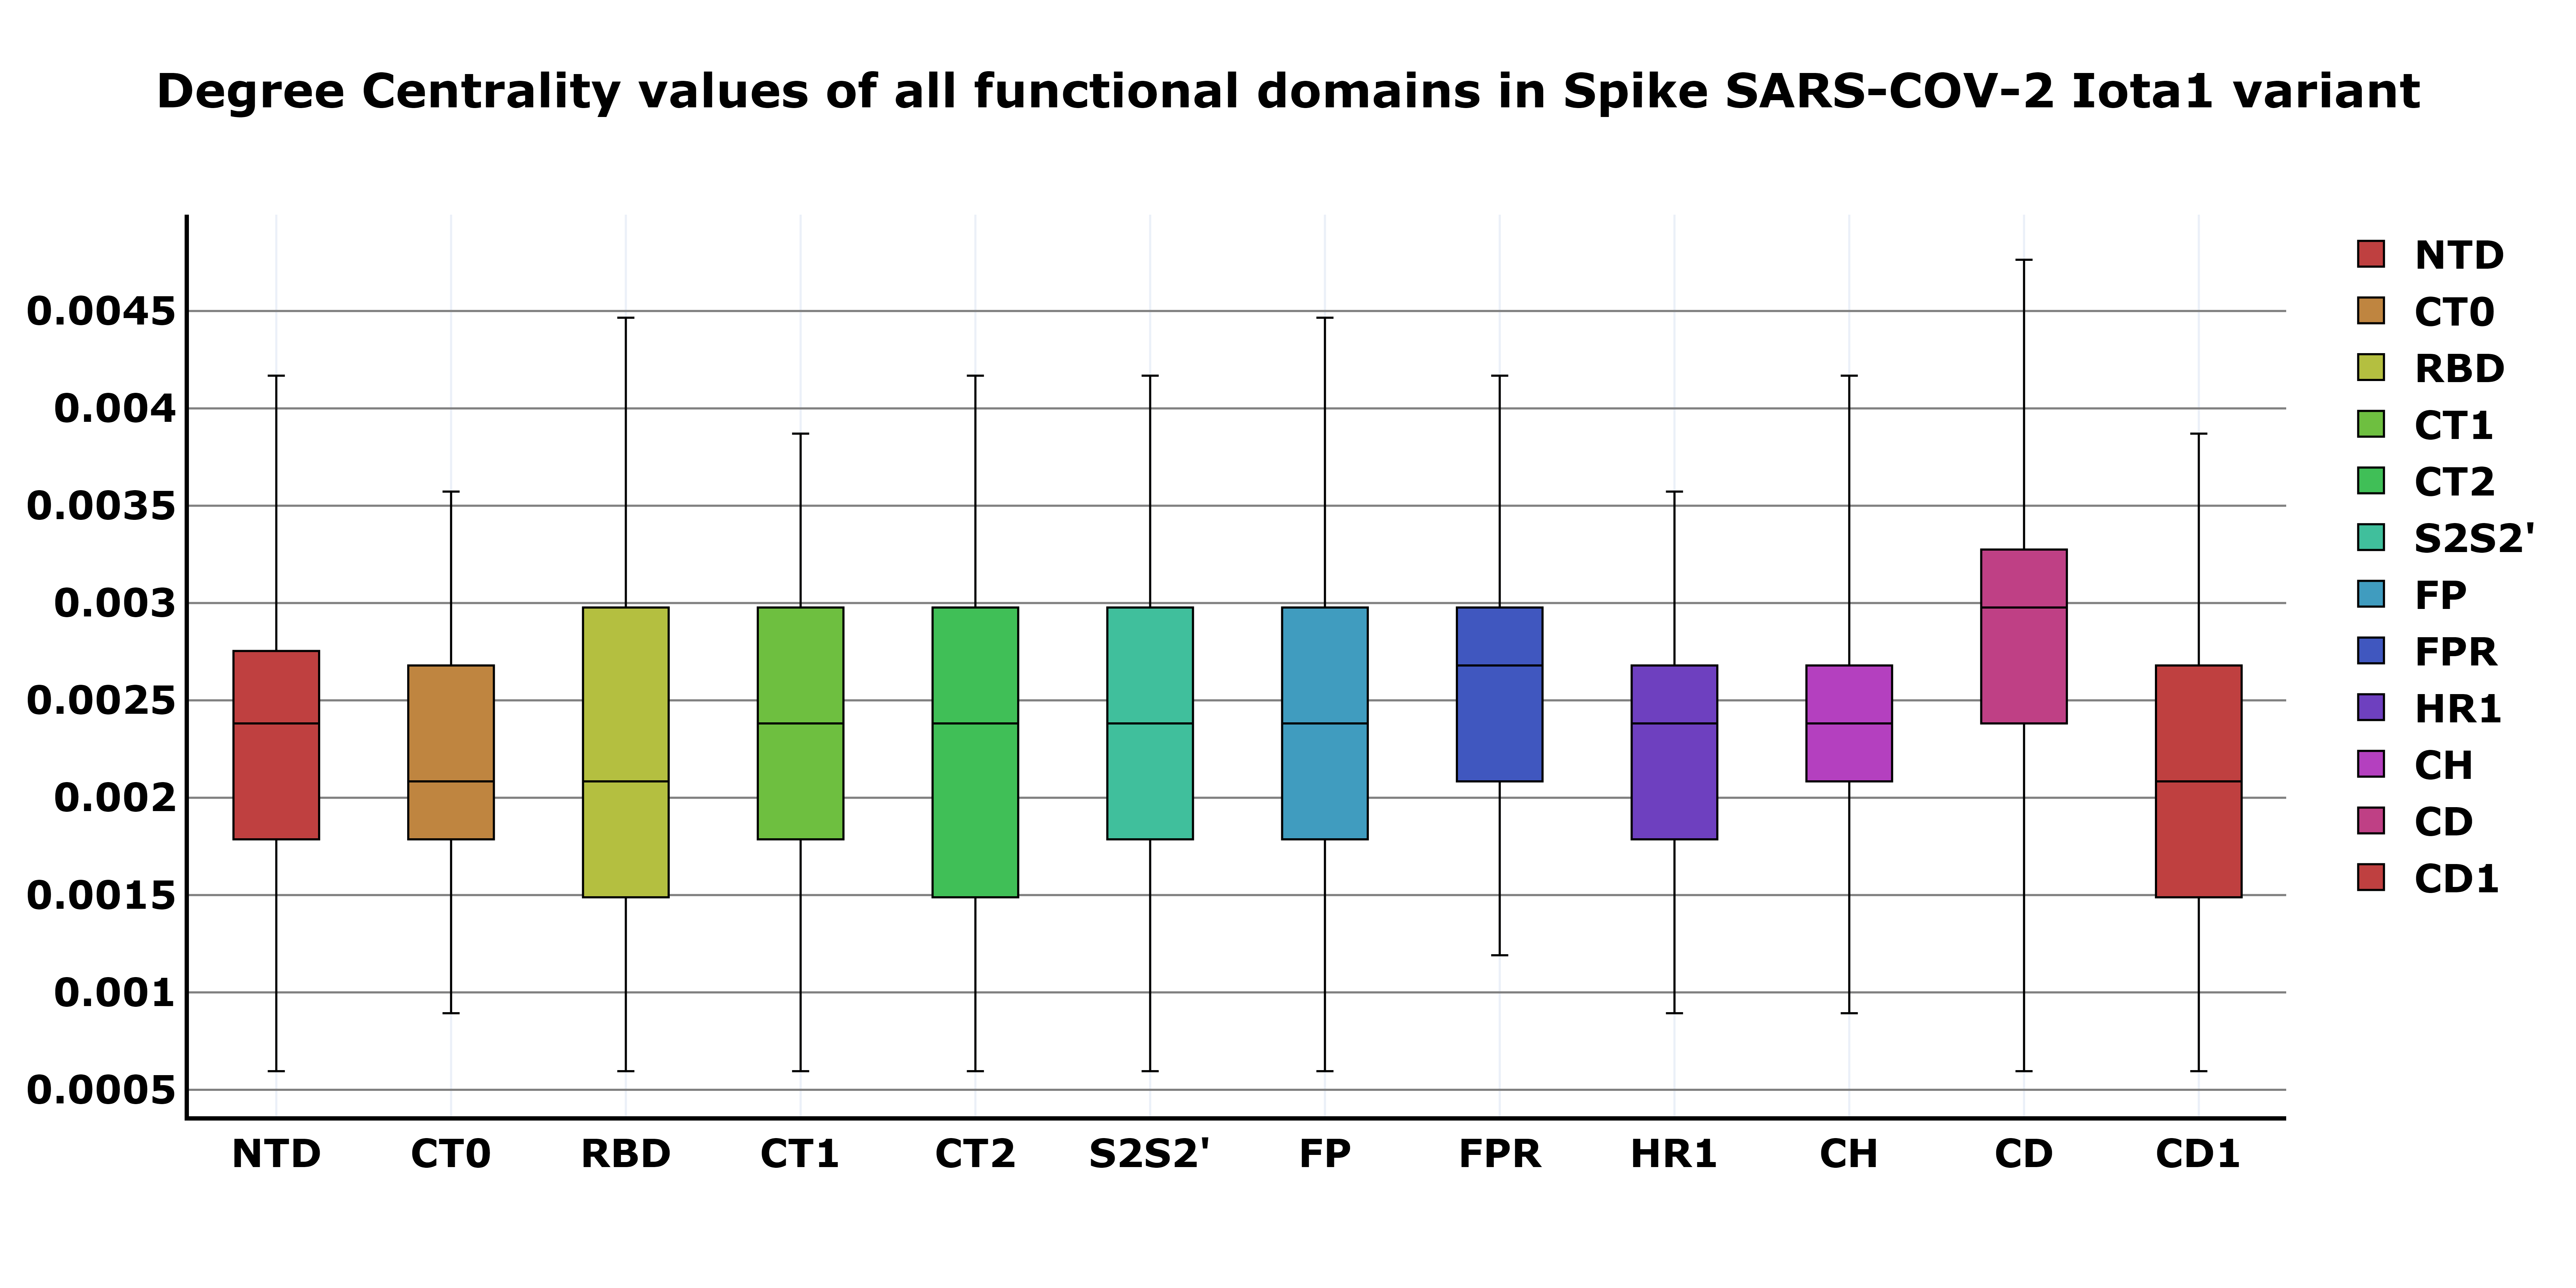 Degree Centrality values of all functional domains in Spike SARS-COV-2 Iota1 variant
0.0045
0.004
0.0035
0.003
0.0025
0.002
0.0015
0.001
0.0005
NTD CT0 RBD CT1 CT2 S2S2' FP FPR HR1 CH CD CD1
NTD
CT0
RBD
CT1
CT2
S2S2'
FP
FPR
HR1
CH
CD
CD1